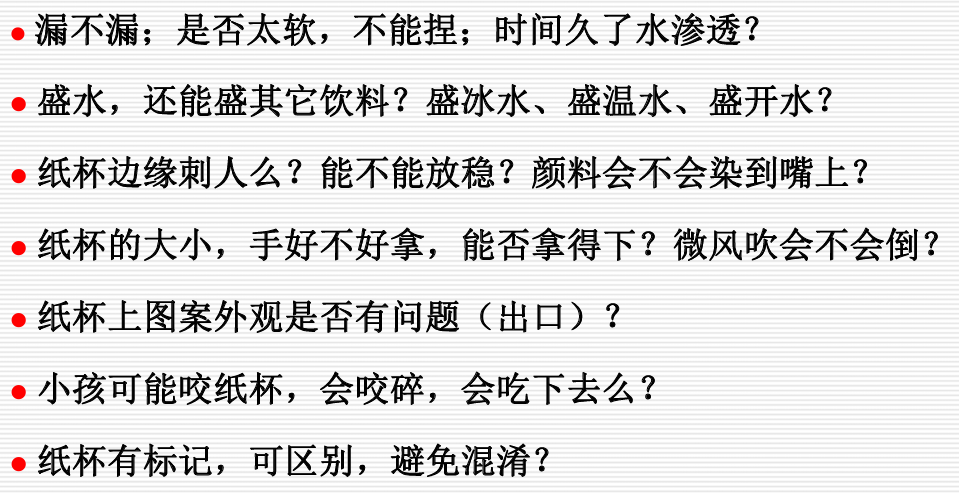 漏不漏；是否太软，不能捏；时间久了水渗透？
盛水，还能盛其它饮料？盛冰水、盛温水、盛开水？
纸杯边缘刺人么？能不能放稳？颜料会不会染到嘴上？
纸杯的大小，手好不好拿，能否拿得下？微风吹会不会倒？
纸杯上图案外观是否有问题（出口）？
小孩可能咬纸杯，会咬碎，会吃下去么？
纸杯有标记，可区别，避免混淆？